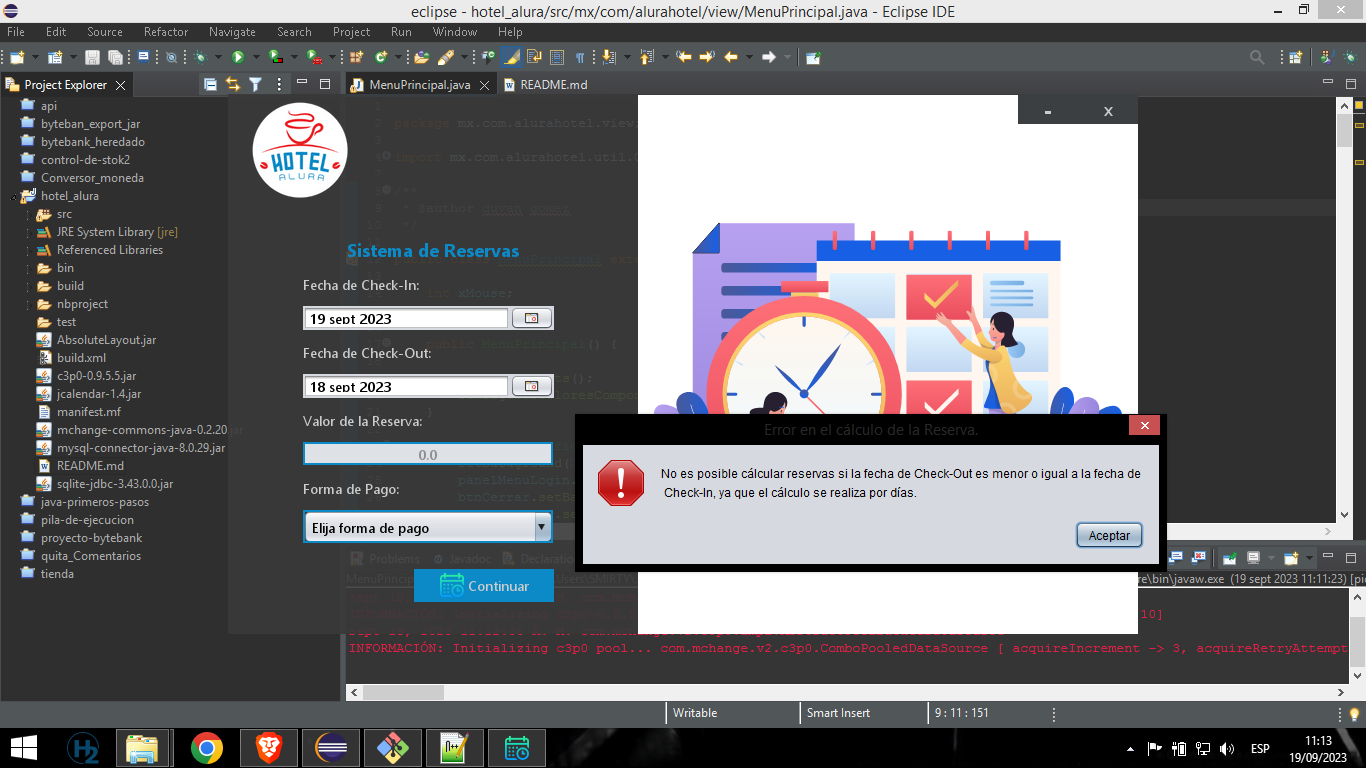 eclipse - hotel_alura/src/mx/com/alurahotel/view/MenuPrincipal.java - Eclipse IDE
File Edit Source Refactor Navigate Search Project Run Window Help
Project Explorer
MenuPrincipal.java
README.md
api
byteban_export_jar
bytebank_heredado
control-de-stok2
Conversor_moneda
hotel_alura
src
JRE System Library [jre]
Referenced Libraries
bin
build
nbproject
test
AbsoluteLayout.jar
build.xml
c3p0-0.9.5.5.jar
jcalendar-1.4.jar
manifest.mf
mchange-commons-java-0.2.20.jar
mysql-connector-java-8.0.29.jar
README.md
sqlite-jdbc-3.43.0.0.jar
java-primeros-pasos
pila-de-ejecucion
proyecto-bytebank
quita_Comentarios
tienda
package mx.com.alurahotel.view;
import mx.com.alurahotel.util.
/**
* @author duvan gomez
*/
int xMouse;
public MenuPrincipal() {
HOTEL
ALURA
- x
Sistema de Reservas
Fecha de Check-In:
19 sept 2023
Fecha de Check-Out:
18 sept 2023
Valor de la Reserva:
0.0
Forma de Pago:
Elija forma de pago
Continuar
Error en el cálculo de la Reserva.
No es posible cálcular reservas si la fecha de Check-Out es menor o igual a la fecha de
Check-In, ya que el cálculo se realiza por días.
Aceptar
Problems Javadoc Declaration
re\bin\javaw.exe (19 sept 2023 11:11:23) [pic
10]
INFORMACIÓN: Initializing c3p0 pool... com.mchange.v2.c3p0.ComboPooledDataSource [ acquireIncrement -> 3, acquireRetryAttempt
Writable
Smart Insert
9 : 11 : 151
H2
N++
ESP
11:13
19/09/2023